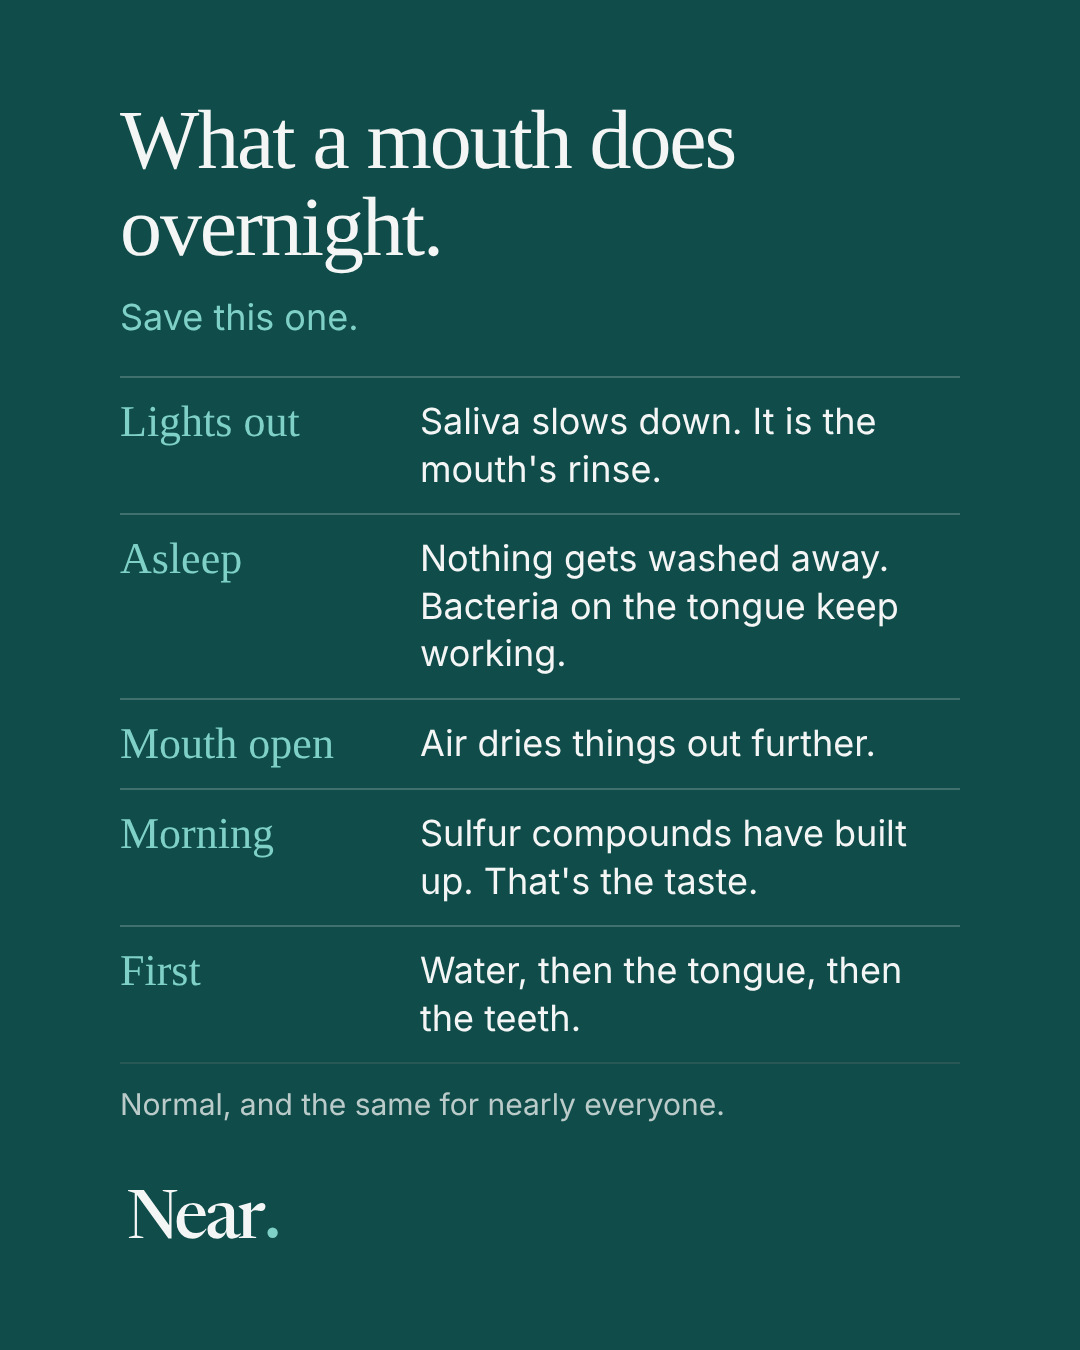 What a mouth does
overnight.
Save this one.
Lights out
Saliva slows down. It is the
mouth's rinse.
Asleep
Nothing gets washed away.
Bacteria on the tongue keep
working.
Mouth open
Air dries things out further.
Morning
Sulfur compounds have built
up. That's the taste.
First
Water, then the tongue, then
the teeth.
Normal, and the same for nearly everyone.
Near.